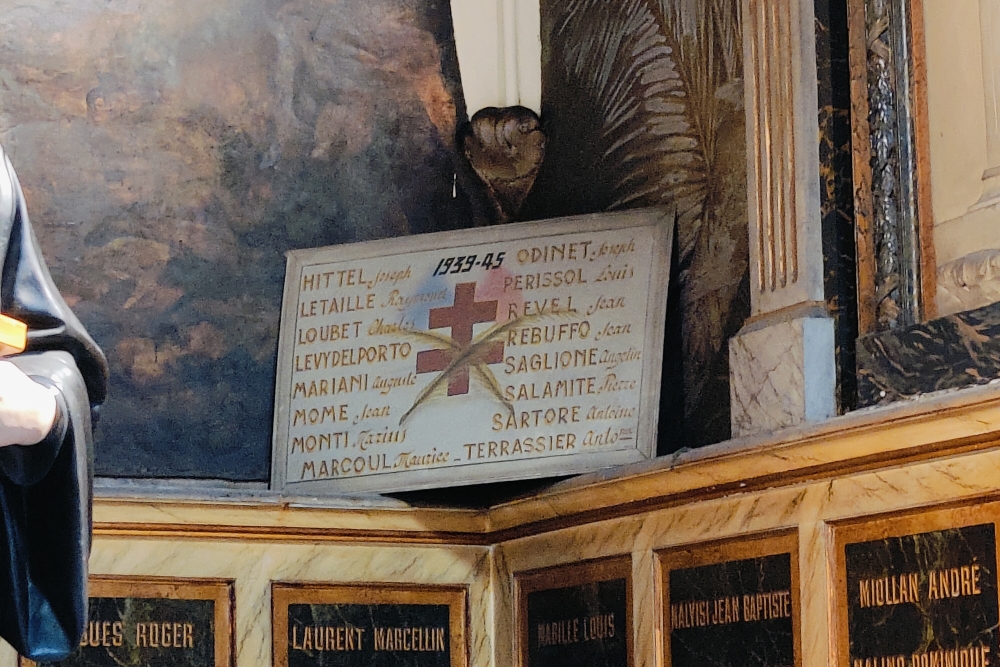 1939-45
HITTEL Joseph
LETAILLE Raymond
LOUBET Charles
LEVYDELPORTO
MARIANI Auguste
MOME Jean
MONTI Marius
MARCOUL Maurice - TERRASSIER Anto
ODINET Joseph
PERISSOL Louis
REVEL Jean
REBUFFO Jean
SAGLIONE Angelin
SALAMITE Pierre
SARTORE Antoine
ROGER
LAURENT MARCELLIN
MABILLE LOUIS
MALVISI JEAN BAPTISTE
MIOLLAN ANDRÉ